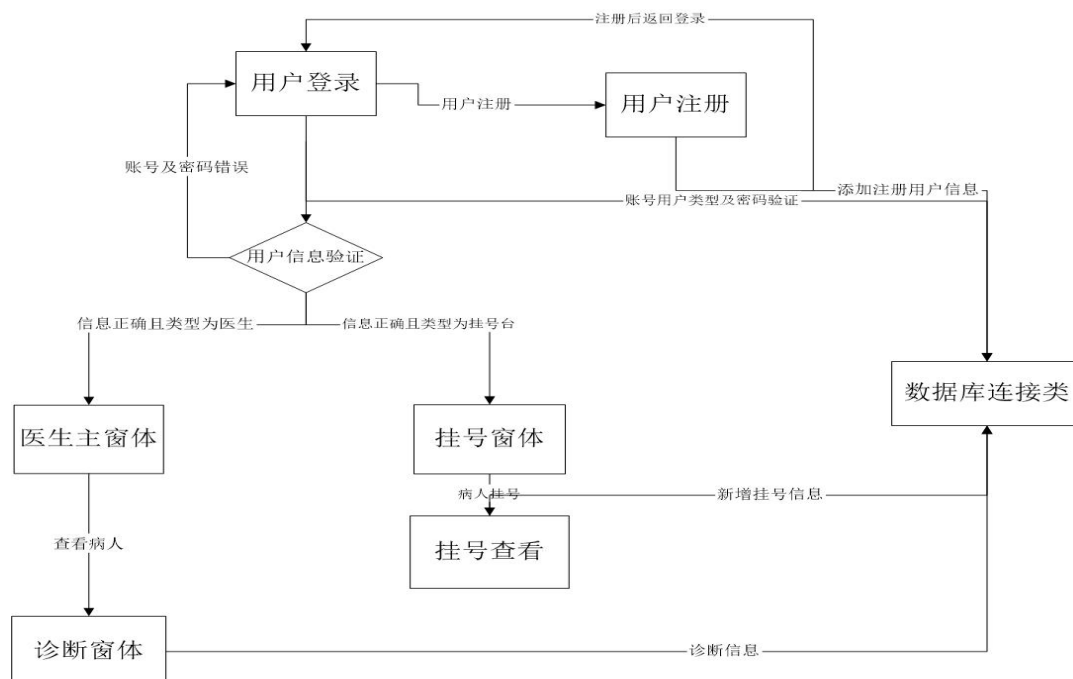 注册后返回登录
用户登录
用户注册
用户注册
账号及密码错误
添加注册用户信息
账号用户类型及密码验证
用户信息验证
信息正确且类型为医生
信息正确且类型为挂号台
数据库连接类
医生主窗体
挂号窗体
病人挂号
新增挂号信息
查看病人
挂号查看
诊断窗体
诊断信息